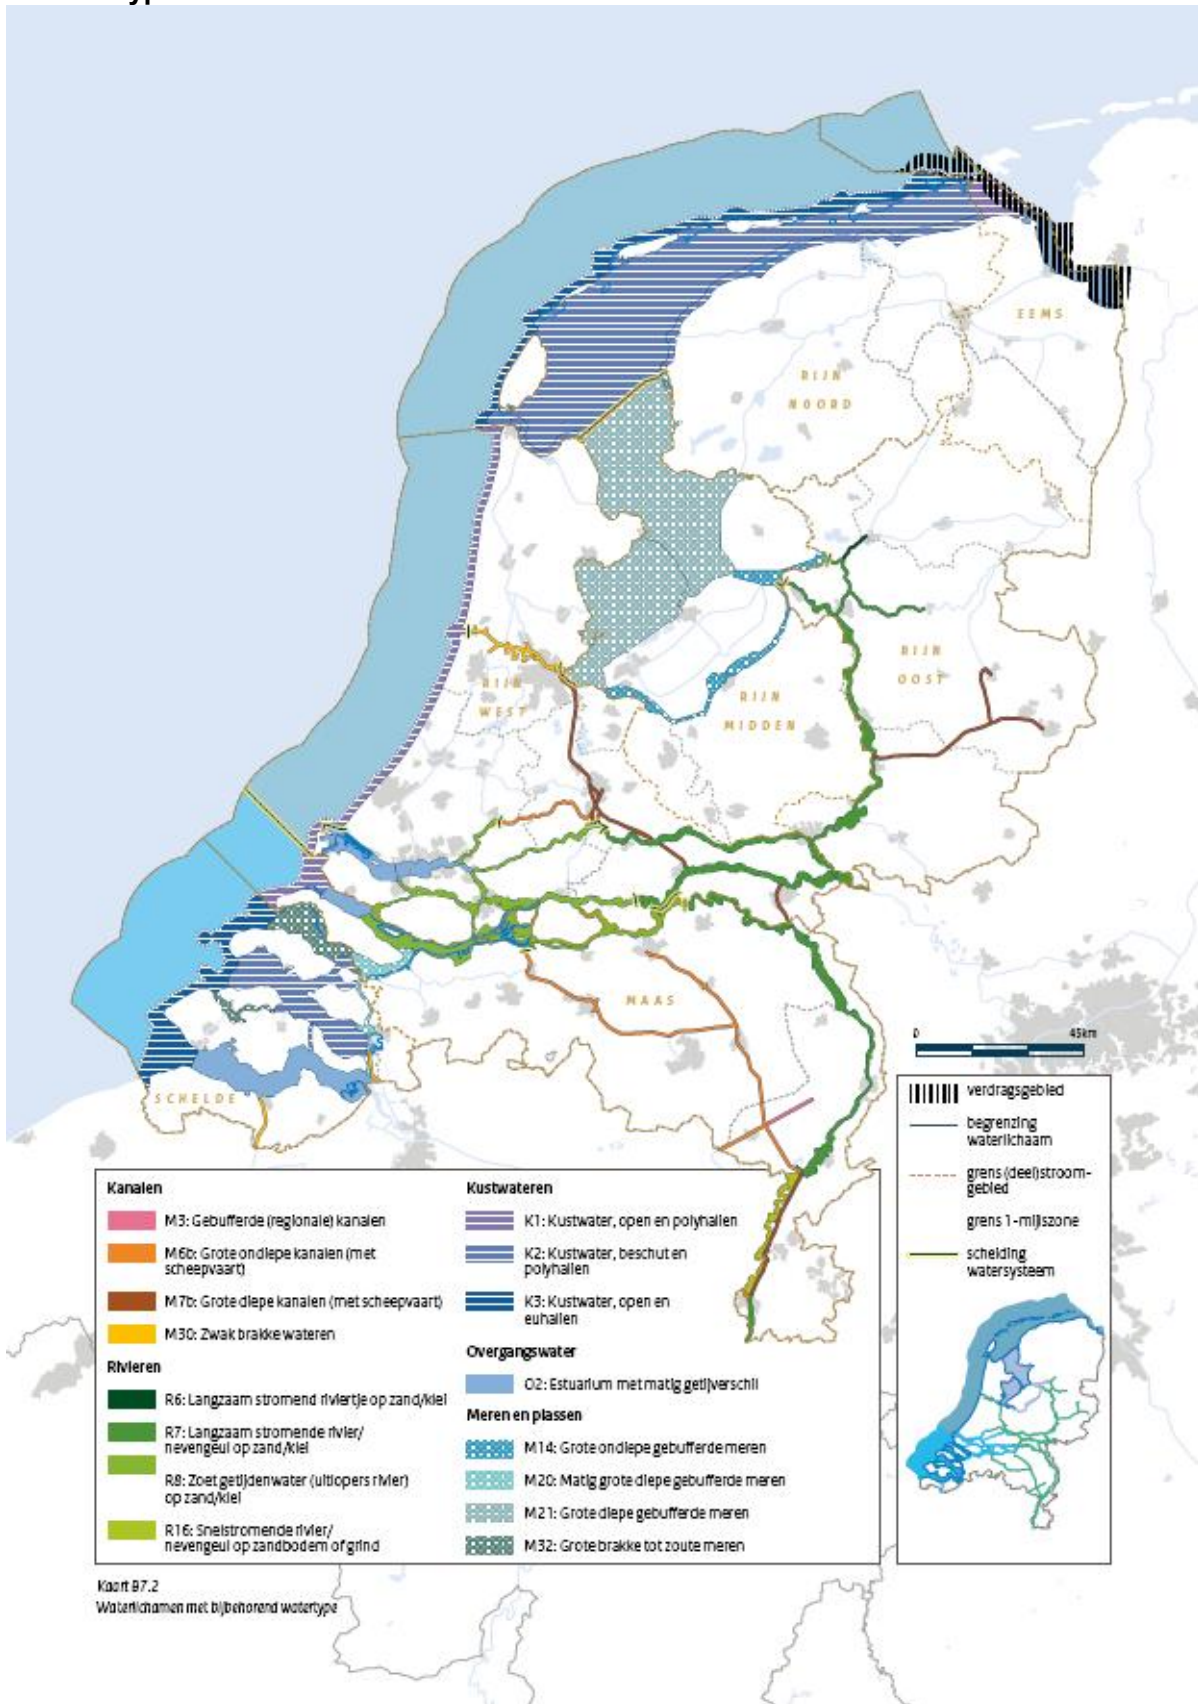 EEMS
RIJN
NOORD
RIJN
OOST
RIJN
WEST
RIJN
MIDDEN
MAAS
SCHELDE
0 45km
verdragsgebied
begrenzing
waterlichaam
grens (deel)stroom-
gebied
grens 1-mijlszone
scheiding
watersysteem
Kanalen
M3: Gebufferde (regionale) kanalen
M6b: Grote ondiepe kanalen (met
scheepvaart)
M7b: Grote diepe kanalen (met scheepvaart)
M30: Zwak brakke wateren
Rivieren
R6: Langzaam stromend riviertje op zand/klei
R7: Langzaam stromende rivier/
nevengeul op zand/klei
R8: Zoet getijdenwater (uitlopers rivier)
op zand/klei
R16: Snelstromende rivier/
nevengeul op zandbodem of grind
Kustwateren
K1: Kustwater, open en polyhalien
K2: Kustwater, beschut en
polyhalien
K3: Kustwater, open en
euhalien
Overgangswater
O2: Estuarium met matig getijverschil
Meren en plassen
M14: Grote ondiepe gebufferde meren
M20: Matig grote diepe gebufferde meren
M21: Grote diepe gebufferde meren
M32: Grote brakke tot zoute meren
Kaart B7.2
Waterlichamen met bijbehorend watertype